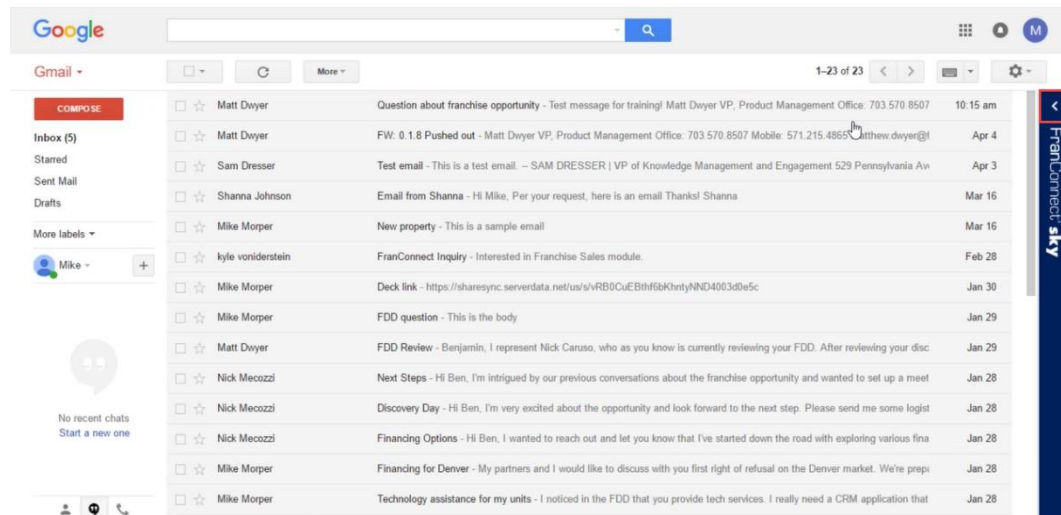 Google
M
Gmail
More
1–23 of 23
COMPOSE
Inbox (5)
Starred
Sent Mail
Drafts
More labels
Mike
No recent chats
Start a new one
Matt Dwyer Question about franchise opportunity - Test message for training! Matt Dwyer VP, Product Management Office: 703.570.8507 10:15 am
Matt Dwyer FW: 0.1.8 Pushed out - Matt Dwyer VP, Product Management Office: 703.570.8507 Mobile: 571.215.4865 Apr 4
Sam Dresser Test email - This is a test email. -- SAM DRESSER | VP of Knowledge Management and Engagement 529 Pennsylvania Apr 3
Shanna Johnson Email from Shanna - Hi Mike, Per your request, here is an email Thanks! Shanna Mar 16
Mike Morper New property - This is a sample email Mar 16
kyle voniderstein FranConnect Inquiry - Interested in Franchise Sales module. Feb 28
Mike Morper Deck link - Jan 30
Mike Morper FDD question - This is the body Jan 29
Matt Dwyer FDD Review - Benjamin, I represent Nick Caruso, who as you know is currently reviewing your FDD. After reviewing your disc Jan 29
Nick Mecozzi Next Steps - Hi Ben, I'm intrigued by our previous conversations about the franchise opportunity and wanted to set up a meet Jan 28
Nick Mecozzi Discovery Day - Hi Ben, I'm very excited about the opportunity and look forward to the next step. Please send me some logist Jan 28
Nick Mecozzi Financing Options - Hi Ben, I wanted to reach out and let you know that I've started down the road with exploring various fina Jan 28
Mike Morper Financing for Denver - My partners and I would like to discuss with you first right of refusal on the Denver market. We're prep Jan 28
Mike Morper Technology assistance for my units - I noticed in the FDD that you provide tech services. I really need a CRM application that Jan 28
FranConnect sky